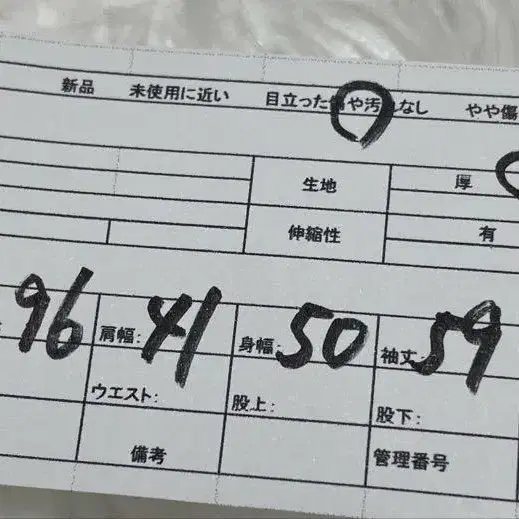 新品 未使用に近い 目立った傷や汚れなし やや傷
生地 厚
伸縮性 有
96 肩幅: 41 身幅: 50 袖丈: 59
ウエスト: 股上: 股下:
備考 管理番号